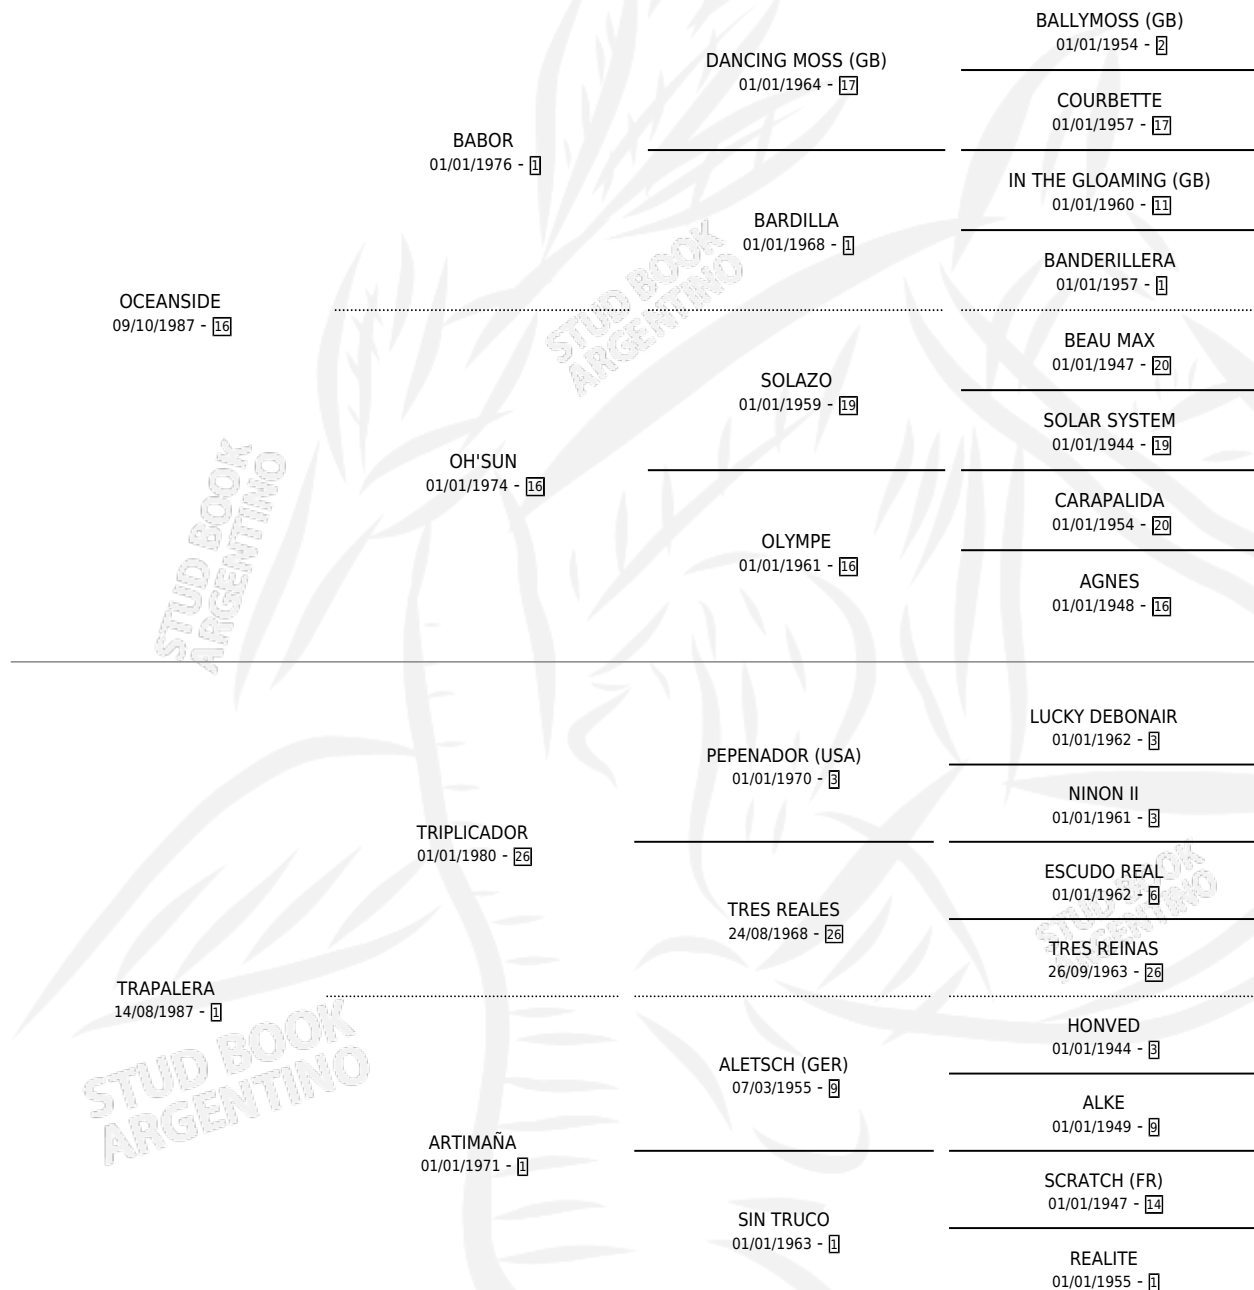 BALLYMOSS (GB)
01/01/1954 - 2
DANCING MOSS (GB)
01/01/1964 - 17
COURBETTE
01/01/1957 - 17
BABOR
01/01/1976 - 1
IN THE GLOAMING (GB)
01/01/1960 - 11
BARDILLA
01/01/1968 - 1
BANDERILLERA
01/01/1957 - 1
OCEANSIDE
09/10/1987 - 16
BEAU MAX
01/01/1947 - 20
SOLAZO
01/01/1959 - 19
SOLAR SYSTEM
01/01/1944 - 19
OH'SUN
01/01/1974 - 16
CARAPALIDA
01/01/1954 - 20
OLYMPE
01/01/1961 - 16
AGNES
01/01/1948 - 16
STUD BOOK
ARGENTINO
STUD BOOK
ARGENTINO
LUCKY DEBONAIR
01/01/1962 - 3
PEPENADOR (USA)
01/01/1970 - 3
NINON II
01/01/1961 - 3
TRIPLICADOR
01/01/1980 - 26
ESCUDO REAL
01/01/1962 - 6
TRES REALES
24/08/1968 - 26
TRES REINAS
26/09/1963 - 26
TRAPALERA
14/08/1987 - 1
HONVED
01/01/1944 - 3
ALETSCH (GER)
07/03/1955 - 9
ALKE
01/01/1949 - 9
ARTIMAÑA
01/01/1971 - 1
SCRATCH (FR)
01/01/1947 - 14
SIN TRUCO
01/01/1963 - 1
REALITE
01/01/1955 - 1
STUD BOOK
ARGENTINO
STUD BOOK
ARGENTINO